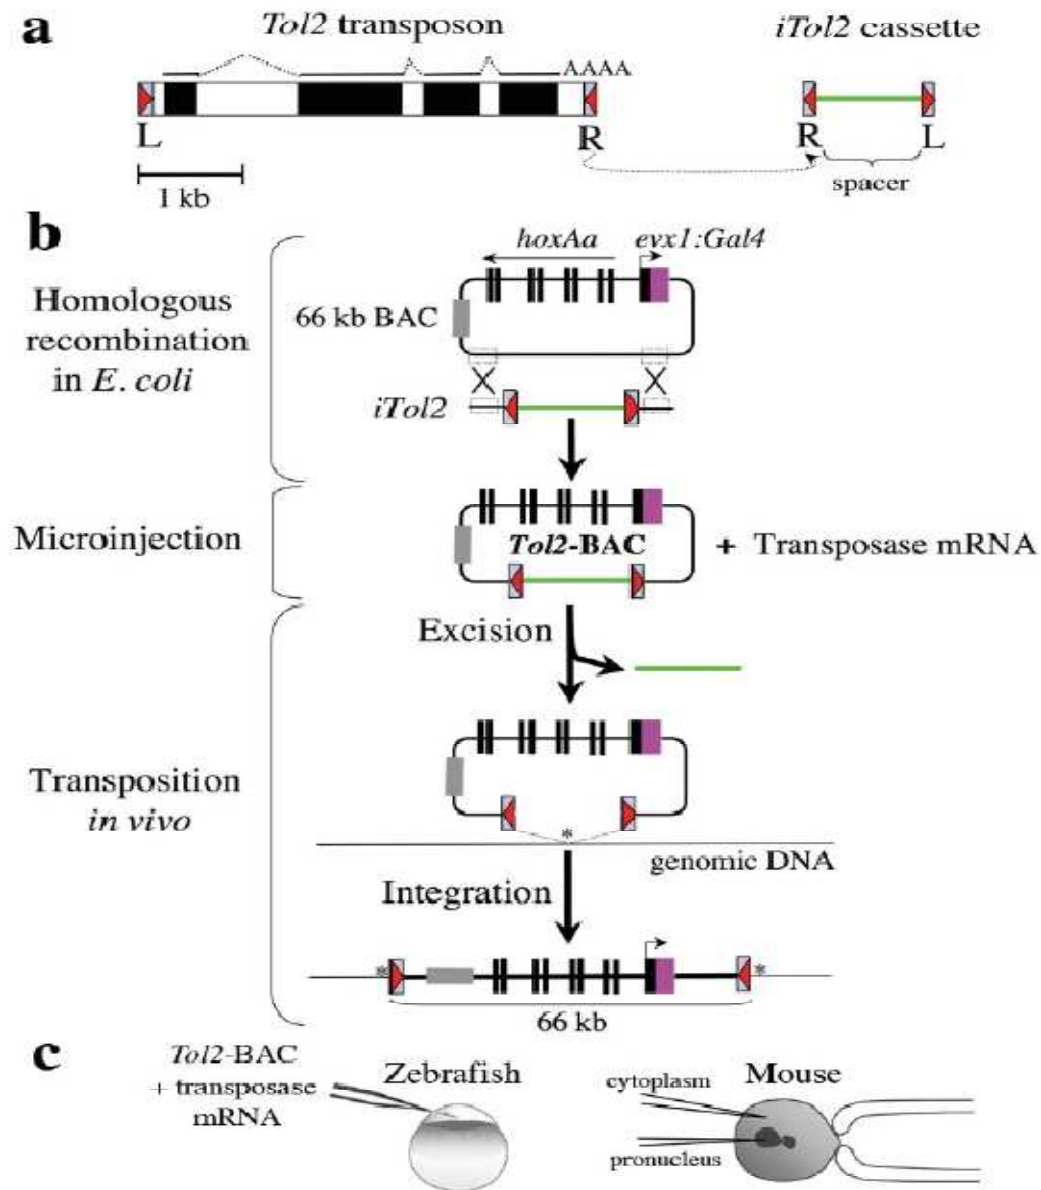 a
Tol2 transposon
iTol2 cassette
AAAA
L
R
R
L
1 kb
spacer
b
Homologous
recombination
in E. coli
hoxAa
evx1:Gal4
66 kb BAC
iTol2
Microinjection
Tol2-BAC
+ Transposase mRNA
Excision
Transposition
in vivo
*
genomic DNA
Integration
*
*
66 kb
c
Tol2-BAC
+ transposase
mRNA
Zebrafish
Mouse
cytoplasm
pronucleus